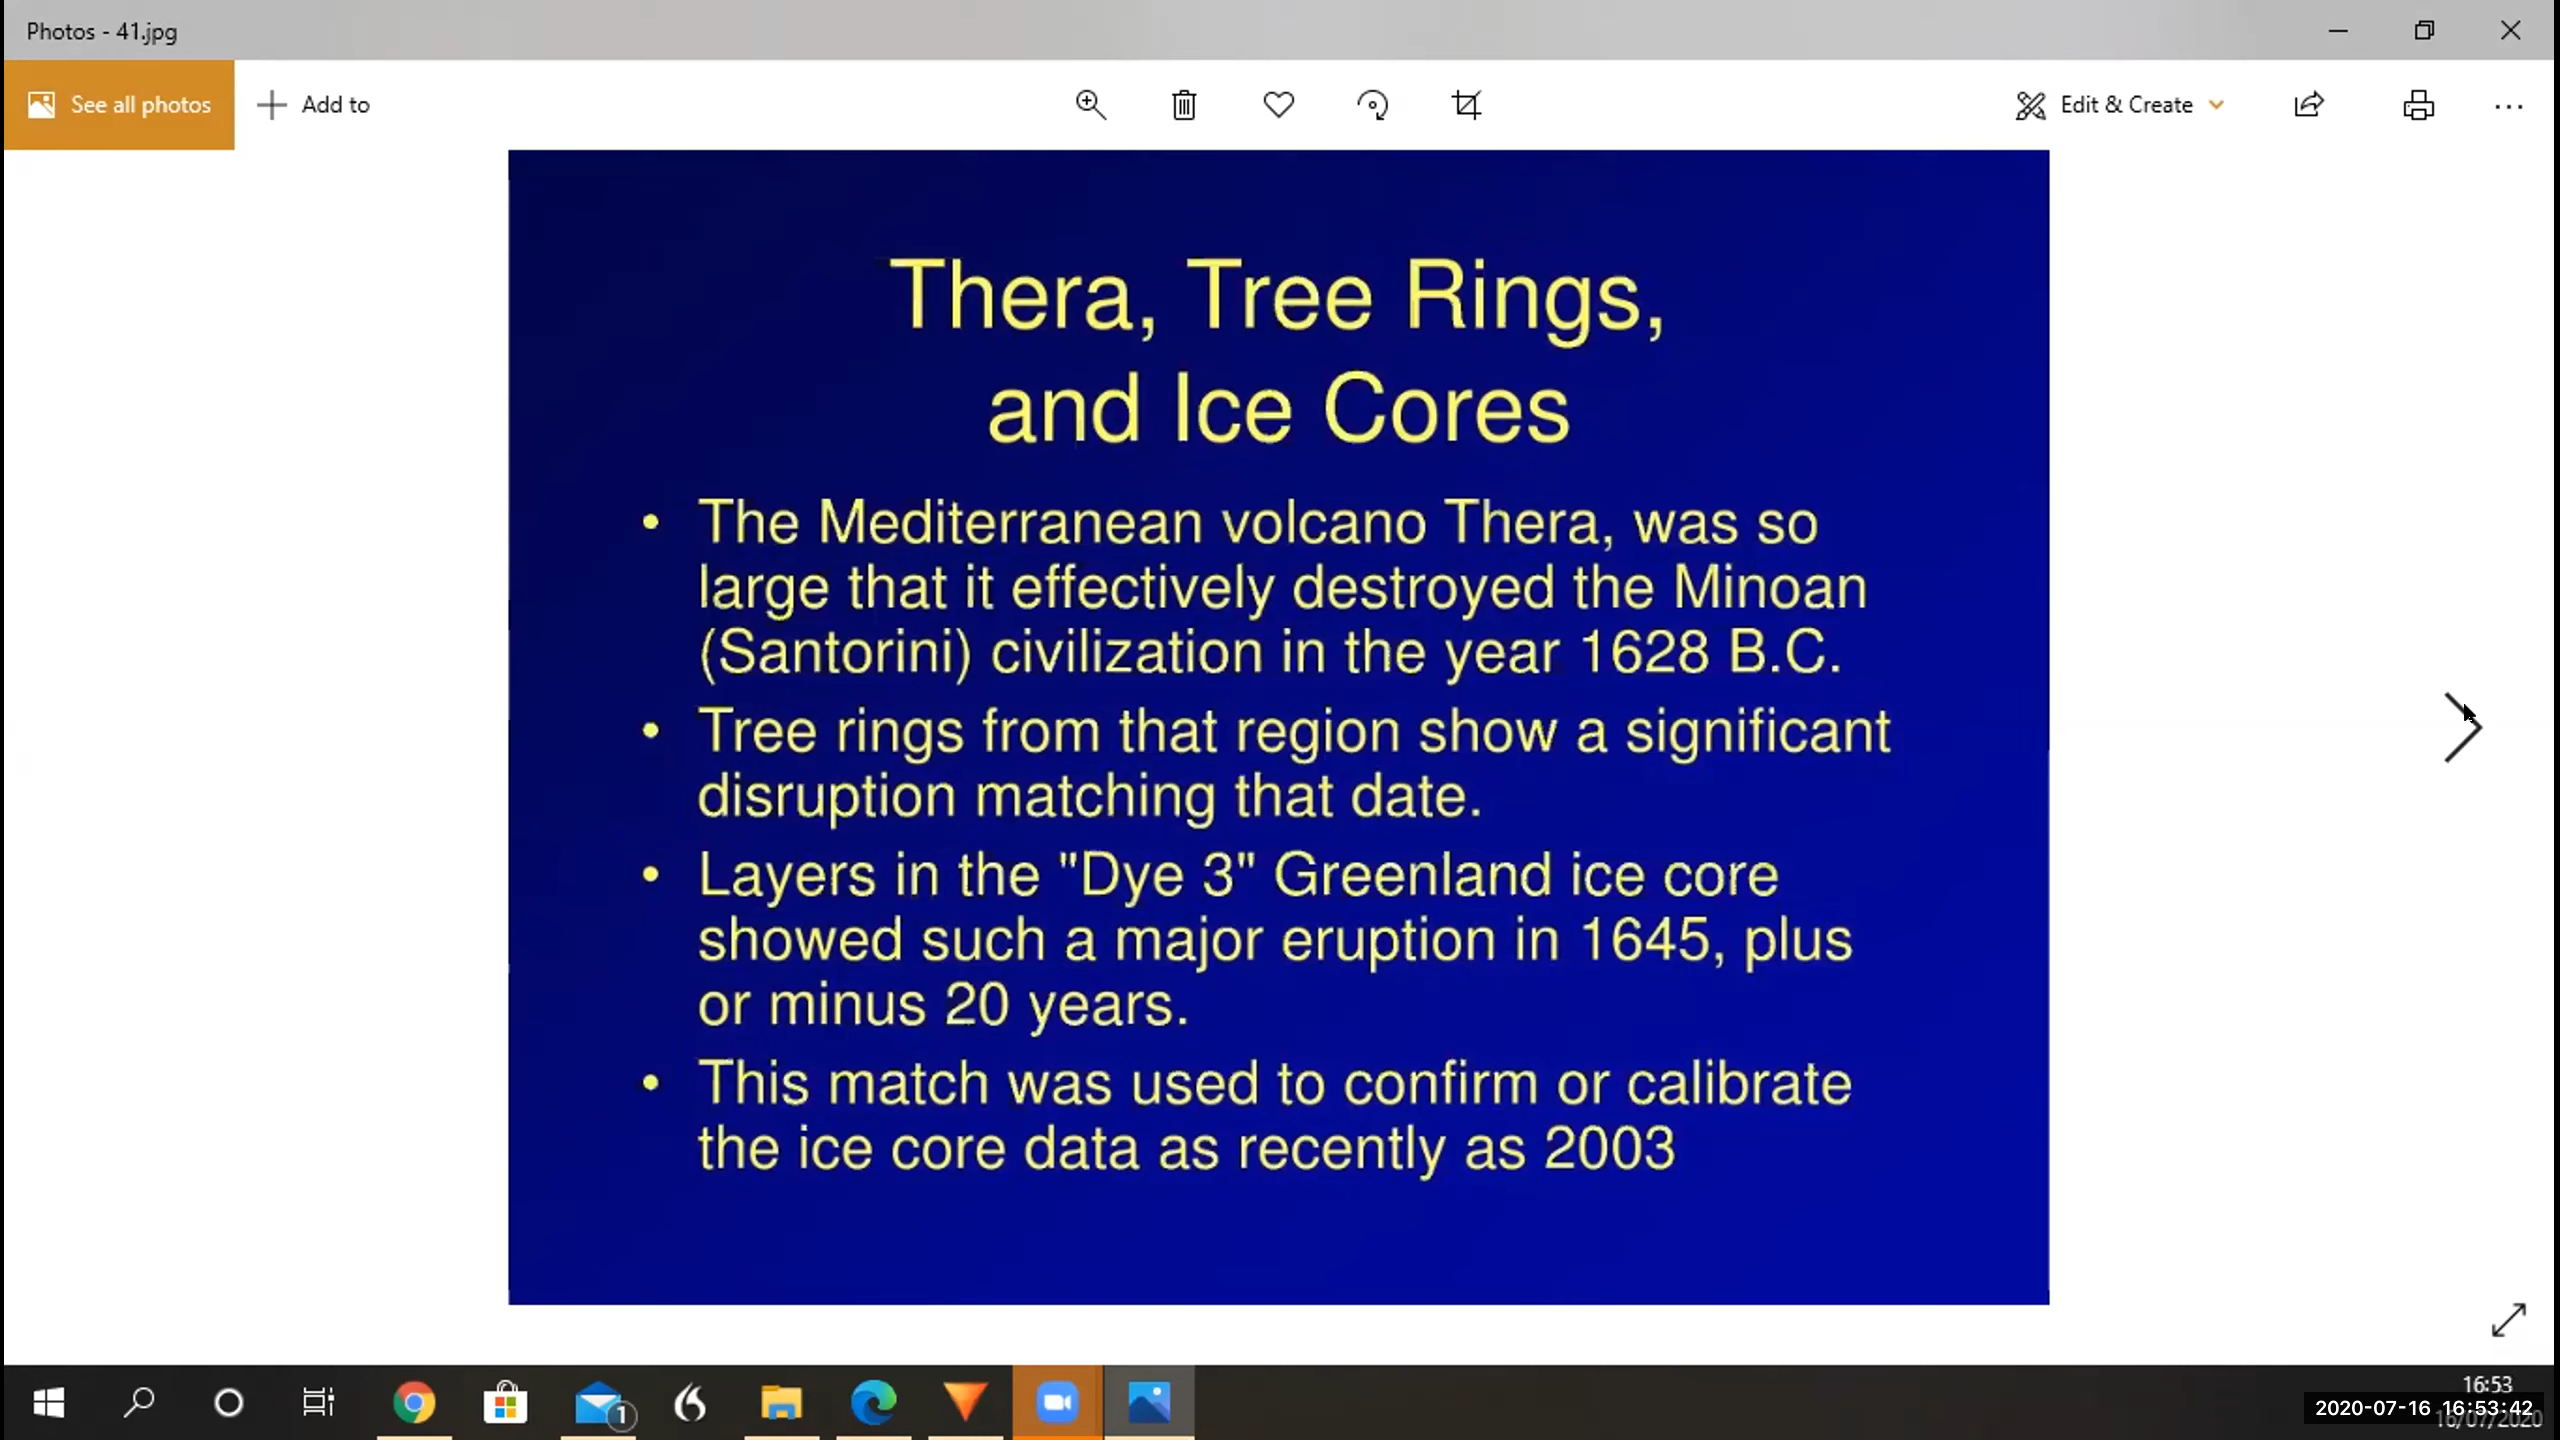 Photos - 41.jpg
See all photos
Add to
Edit & Create
Thera, Tree Rings,
and Ice Cores
• The Mediterranean volcano Thera, was so
large that it effectively destroyed the Minoan
(Santorini) civilization in the year 1628 B.C.
• Tree rings from that region show a significant
disruption matching that date.
• Layers in the "Dye 3" Greenland ice core
showed such a major eruption in 1645, plus
or minus 20 years.
• This match was used to confirm or calibrate
the ice core data as recently as 2003
1
16:53
2020-07-16 16:53:42
16/07/2020